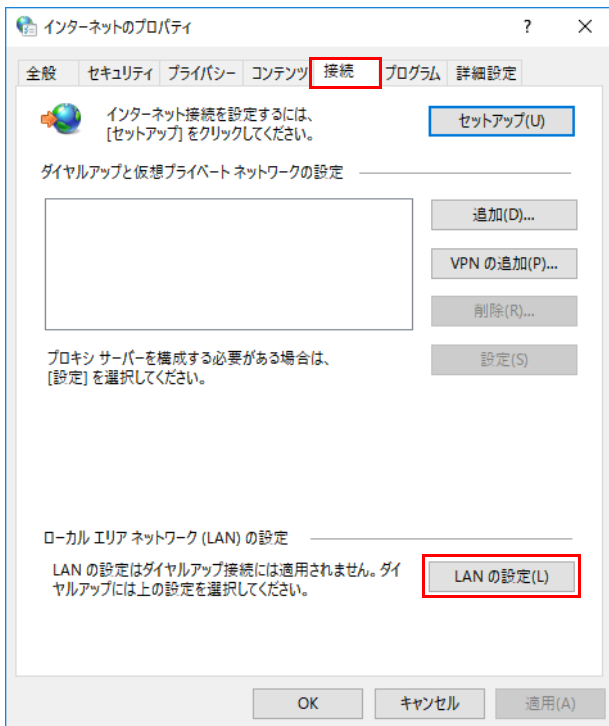 インターネットのプロパティ
?
×
全般 セキュリティ プライバシー コンテンツ 接続 プログラム 詳細設定
インターネット接続を設定するには、
[セットアップ] をクリックしてください。
セットアップ(U)
ダイヤルアップと仮想プライベート ネットワークの設定
追加(D)...
VPN の追加(P)...
削除(R)...
プロキシ サーバーを構成する必要がある場合は、
[設定] を選択してください。
設定(S)
ローカル エリア ネットワーク (LAN) の設定
LAN の設定はダイヤルアップ接続には適用されません。ダイ
ヤルアップには上の設定を選択してください。
LAN の設定(L)
OK キャンセル 適用(A)